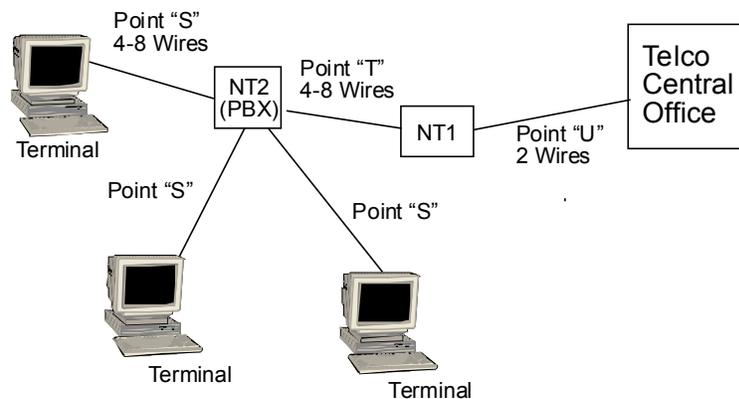 Point “S”
4-8 Wires
Terminal
NT2
(PBX)
Point “T”
4-8 Wires
NT1
Point “U”
2 Wires
Telco
Central
Office
Point “S”
Point “S”
Terminal
Terminal